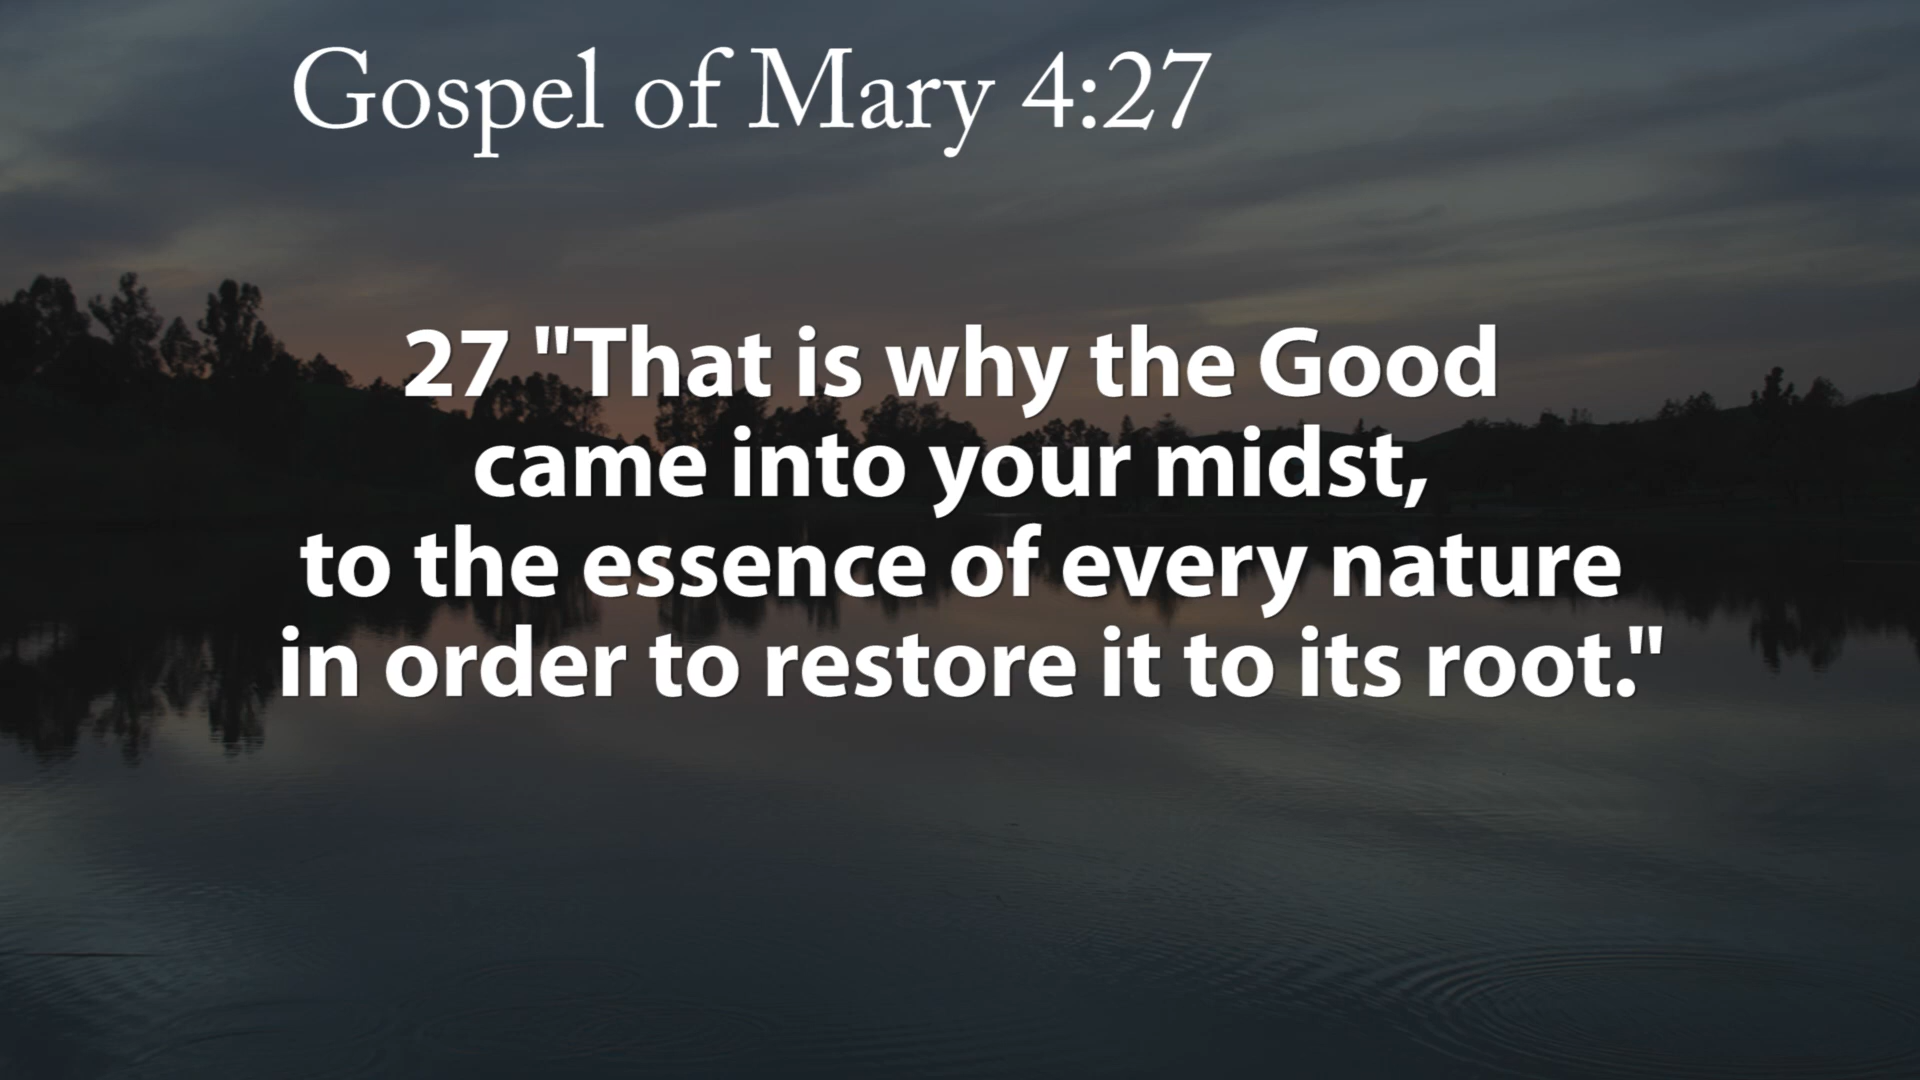 Gospel of Mary 4:27
27 "That is why the Good
came into your midst,
to the essence of every nature
in order to restore it to its root."